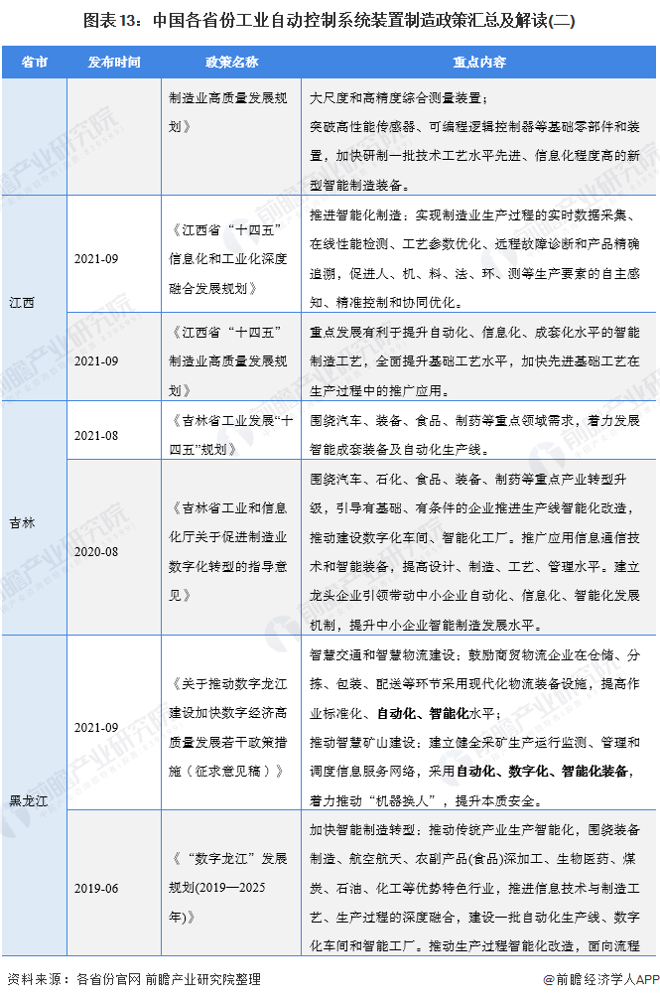 图表13：中国各省份工业自动控制系统装置制造政策汇总及解读(二)
省市 发布时间 政策名称 重点内容
制造业高质量发展规
划》
大尺度和高精度综合测量装置；
突破高性能传感器、可编程逻辑控制器等基础零部件和装
置，加快研制一批技术工艺水平先进、信息化程度高的新
型智能制造装备。
江西
2021-09
《江西省“十四五”
信息化和工业化深度
融合发展规划》
推进智能化制造；实现制造业生产过程的实时数据采集、
在线性能检测、工艺参数优化、远程故障诊断和产品精确
追溯，促进人、机、料、法、环、测等生产要素的自主感
知、精准控制和协同优化。
2021-09
《江西省“十四五”
制造业高质量发展规
划》
重点发展有利于提升自动化、信息化、成套化水平的智能
制造工艺，全面提升基础工艺水平，加快先进基础工艺在
生产过程中的推广应用。
吉林
2021-08
《吉林省工业发展“十
四五”规划》
围绕汽车、装备、食品、制药等重点领域需求，着力发展
智能成套装备及自动化生产线。
2020-08
《吉林省工业和信息
化厅关于促进制造业
数字化转型的指导意
见》
围绕汽车、石化、食品、装备、制药等重点产业转型升
级，引导有基础、有条件的企业推进生产线智能化改造，
推动建设数字化车间、智能化工厂。推广应用信息通信技
术和智能装备，提高设计、制造、工艺、管理水平。建立
龙头企业引领带动中小企业自动化、信息化、智能化发展
机制，提升中小企业智能制造发展水平。
黑龙江
2021-09
《关于推动数字龙江
建设加快数字经济高
质量发展若干政策措
施（征求意见稿）》
智慧交通和智慧物流建设；鼓励商贸物流企业在仓储、分
拣、包装、配送等环节采用现代化物流装备设施，提高作
业标准化、自动化、智能化水平；
推动智慧矿山建设；建立健全采矿生产运行监测、管理和
调度信息服务网络，采用自动化、数字化、智能化装备，
着力推动“机器换人”，提升本质安全。
2019-06
《“数字龙江”发展
规划(2019—2025
年)》
加快智能制造转型；推动传统产业生产智能化，围绕装备
制造、航空航天、农副产品(食品)深加工、生物医药、煤
炭、石油、化工等优势特色行业，推进信息技术与制造工
艺、生产过程的深度融合，建设一批自动化生产线、数字
化车间和智能工厂。推动生产过程智能化改造，面向流程
资料来源：各省份官网 前瞻产业研究院整理
@前瞻经济学人APP
前瞻产业研究院